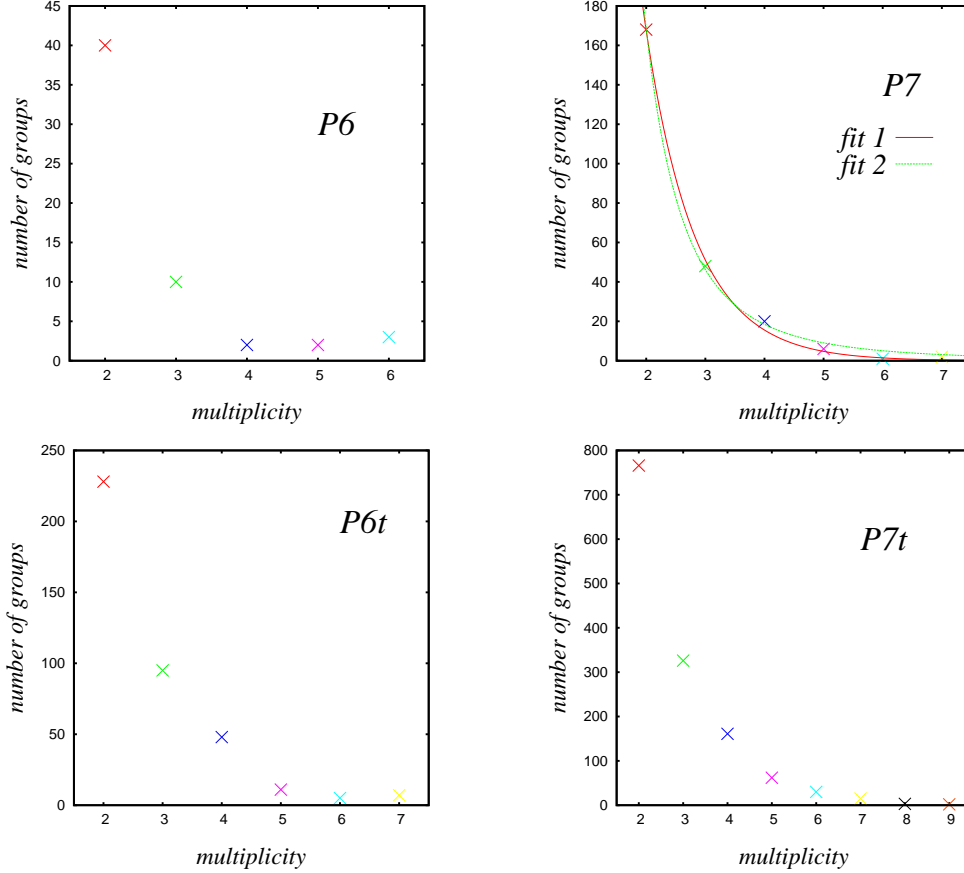 45
40
35
30
25
20
15
10
5
0
number of groups
P6
2 3 4 5 6
multiplicity
180
160
140
120
100
80
60
40
20
0
number of groups
P7
fit 1
fit 2
2 3 4 5 6 7
multiplicity
250
200
150
100
50
0
number of groups
P6t
2 3 4 5 6 7
multiplicity
800
700
600
500
400
300
200
100
0
number of groups
P7t
2 3 4 5 6 7 8 9
multiplicity